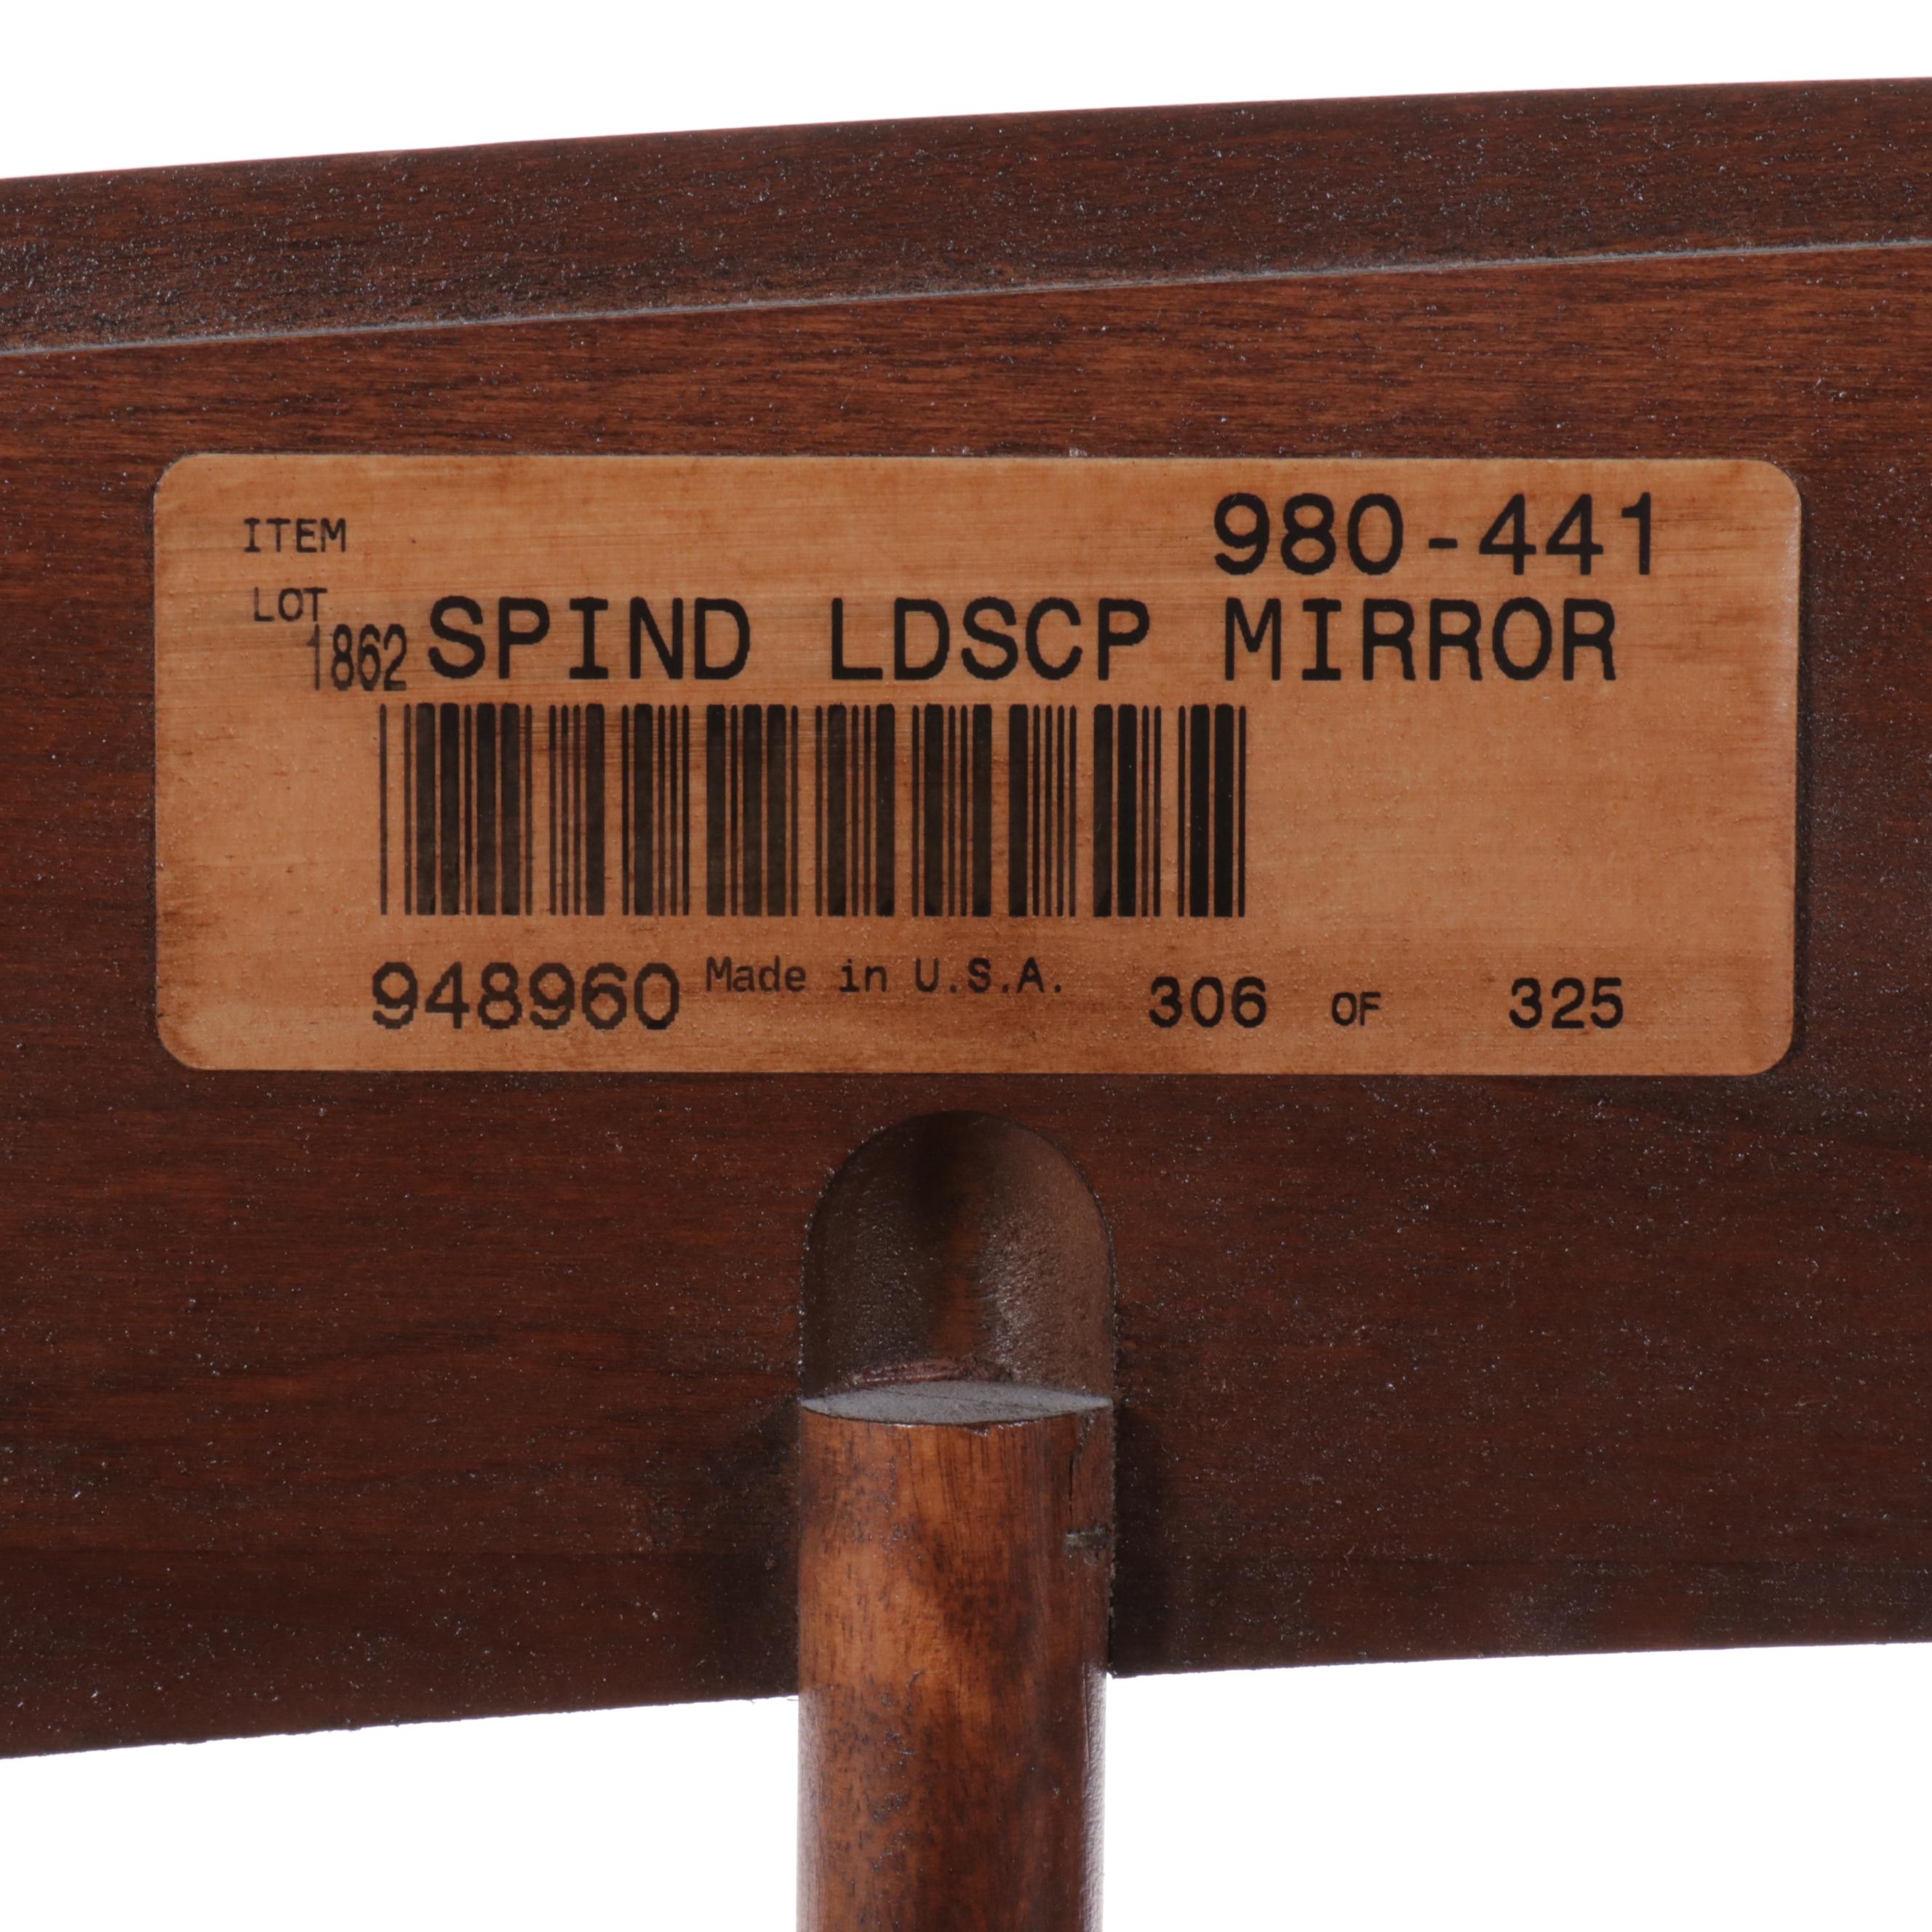 ITEM 980-441
LOT
1862 SPIND LDSCP MIRROR
948960 Made in U.S.A. 306 OF 325